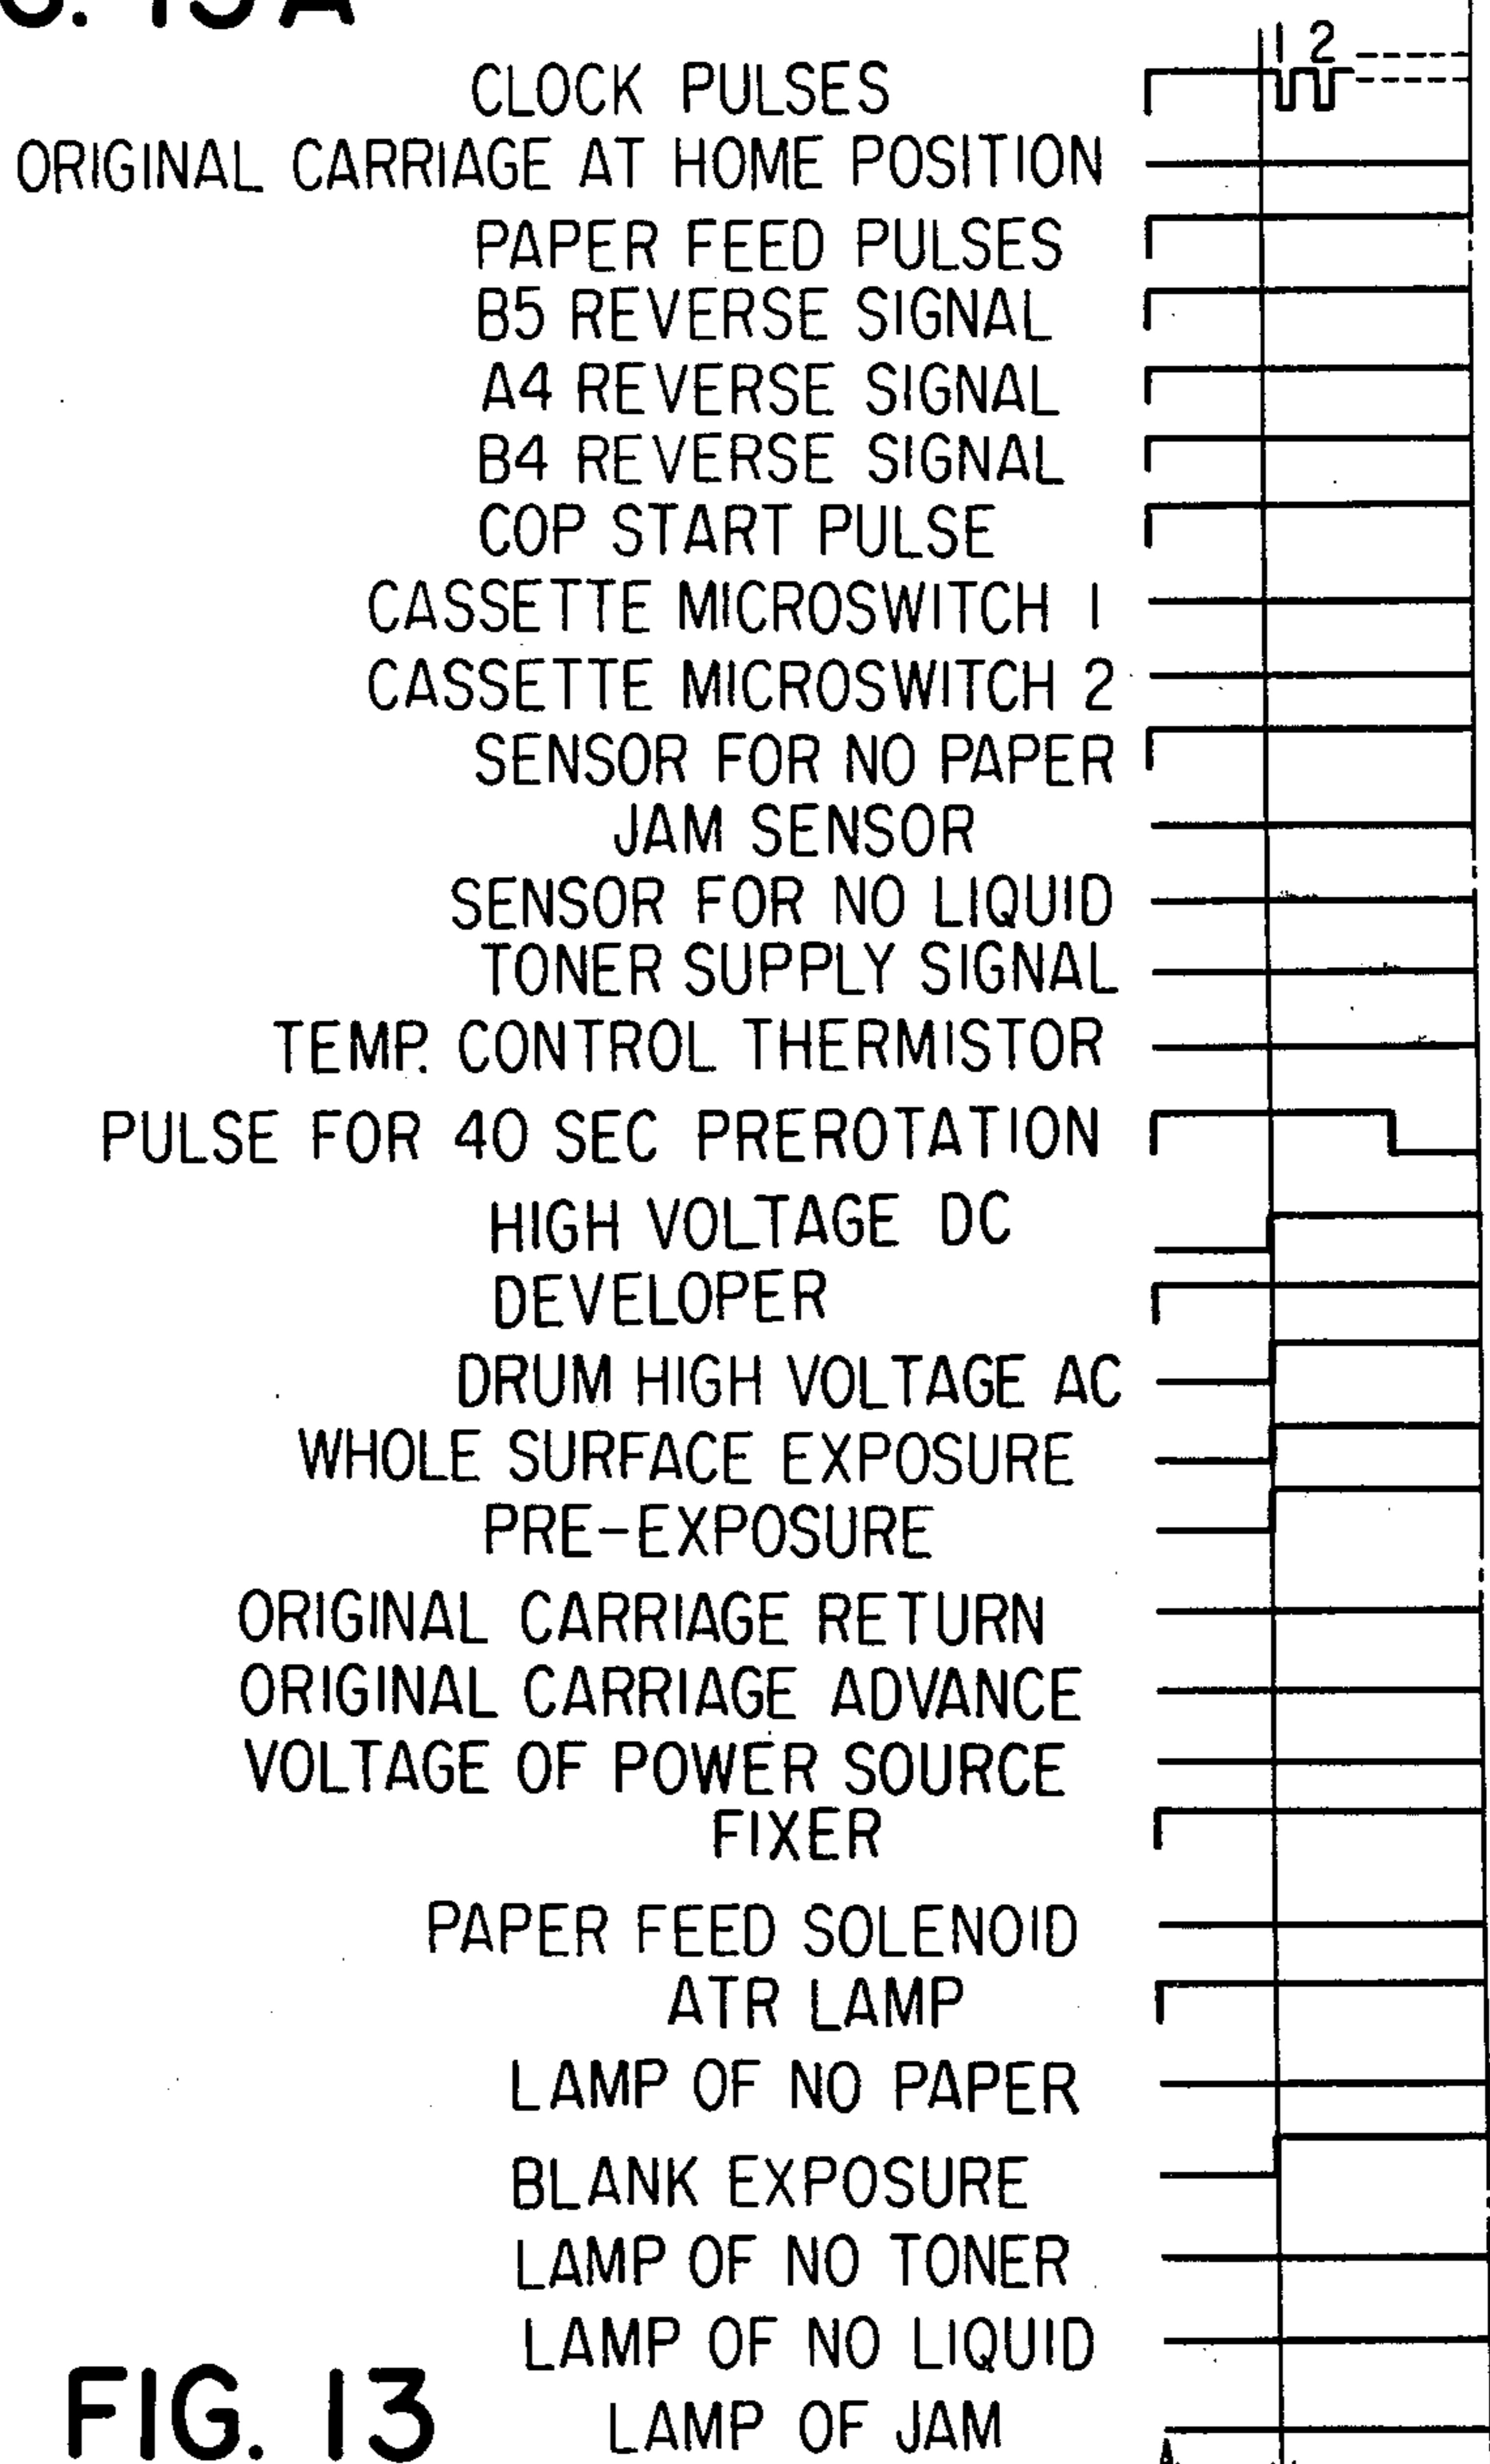 13A
1 2
CLOCK PULSES
ORIGINAL CARRIAGE AT HOME POSITION
PAPER FEED PULSES
B5 REVERSE SIGNAL
A4 REVERSE SIGNAL
B4 REVERSE SIGNAL
COP START PULSE
CASSETTE MICROSWITCH 1
CASSETTE MICROSWITCH 2
SENSOR FOR NO PAPER
JAM SENSOR
SENSOR FOR NO LIQUID
TONER SUPPLY SIGNAL
TEMP. CONTROL THERMISTOR
PULSE FOR 40 SEC PREROTATION
HIGH VOLTAGE DC
DEVELOPER
DRUM HIGH VOLTAGE AC
WHOLE SURFACE EXPOSURE
PRE-EXPOSURE
ORIGINAL CARRIAGE RETURN
ORIGINAL CARRIAGE ADVANCE
VOLTAGE OF POWER SOURCE
FIXER
PAPER FEED SOLENOID
ATR LAMP
LAMP OF NO PAPER
BLANK EXPOSURE
LAMP OF NO TONER
LAMP OF NO LIQUID
LAMP OF JAM
FIG. 13